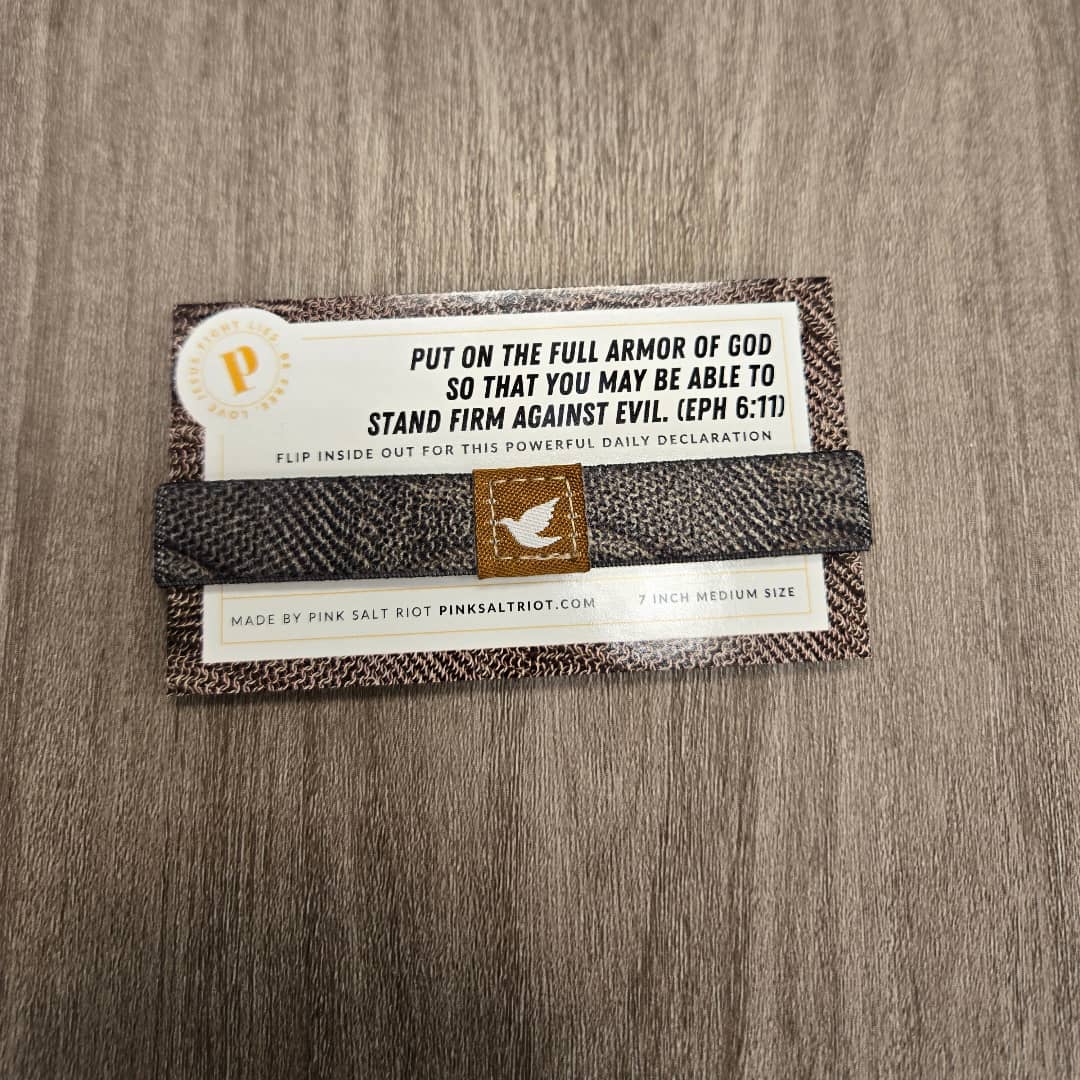 P
LOVE JESUS. FIGHT LIES. BE FREE.
PUT ON THE FULL ARMOR OF GOD
SO THAT YOU MAY BE ABLE TO
STAND FIRM AGAINST EVIL. (EPH 6:11)
FLIP INSIDE OUT FOR THIS POWERFUL DAILY DECLARATION
MADE BY PINK SALT RIOT PINKSALTRIOT.COM
7 INCH MEDIUM SIZE